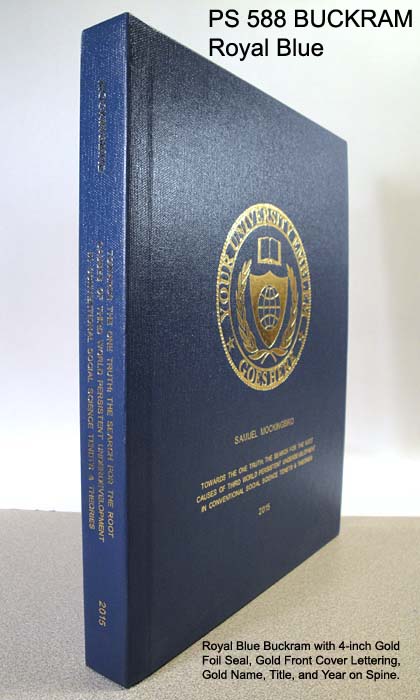 PS 588 BUCKRAM
Royal Blue
MOCKINGBIRD
TOWARDS THE ONE TRUTH: THE SEARCH FOR THE ROOT
CAUSES OF THIRD WORLD PERSISTENT UNDERDEVELOPMENT
IN CONVENTIONAL SOCIAL SCIENCE TENETS & THEORIES
2015
YOUR UNIVERSITY EMBLEM
GOES HERE
SAMUEL MOCKINGBIRD
TOWARDS THE ONE TRUTH: THE SEARCH FOR THE ROOT
CAUSES OF THIRD WORLD PERSISTENT UNDERDEVELOPMENT
IN CONVENTIONAL SOCIAL SCIENCE TENETS & THEORIES
2015
Royal Blue Buckram with 4-inch Gold
Foil Seal, Gold Front Cover Lettering,
Gold Name, Title, and Year on Spine.